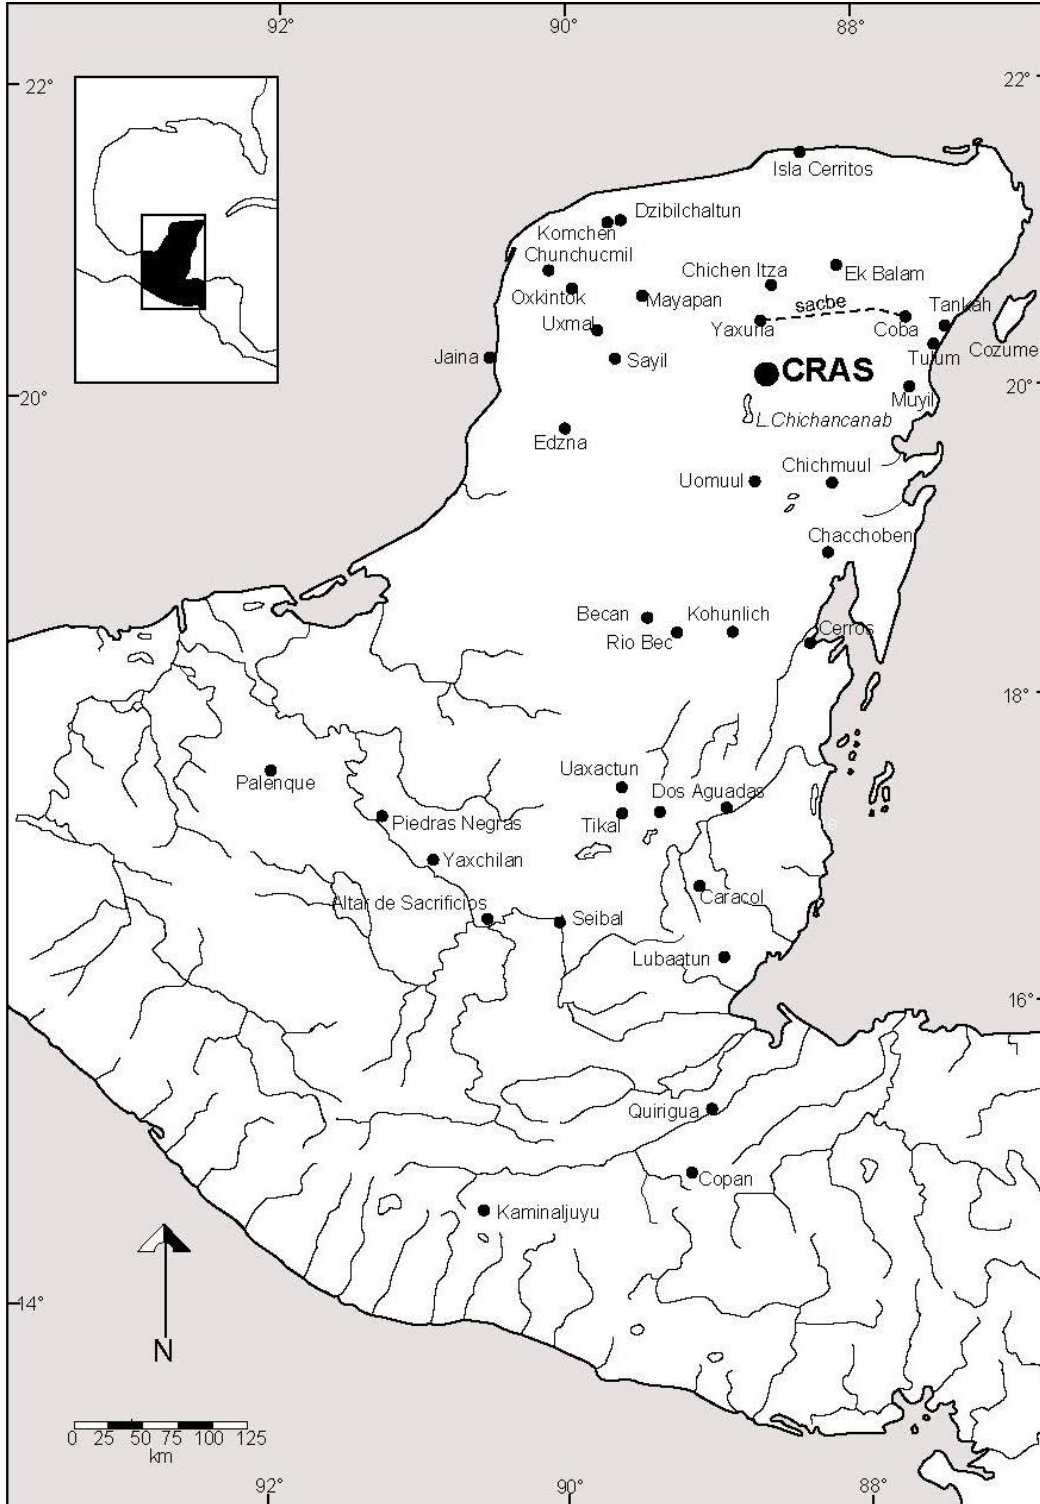 92°
90°
88°
22°
22°
Isla Cerritos
Dzibilchaltun
Komchen
Chunchucmil
Chichen Itza
Ek Balam
Oxkintok
Mayapan
sacbe
Tankah
Uxmal
Yaxuna
Coba
Jaina
Sayil
Tulum
Cozume
CRAS
20°
20°
Muyil
L.Chichancanab
Edzna
Chichmuul
Uomuul
Chacchoben
Becan
Kohunlich
Rio Bec
Cerros
18°
Uaxactun
Palenque
Dos Aguadas
Piedras Negras
Tikal
Yaxchilan
Altar de Sacrificios
Caracol
Seibal
Lubaatun
16°
Quirigua
Copan
Kaminaljuyu
14°
N
0 25 50 75 100 125
km
92°
90°
88°